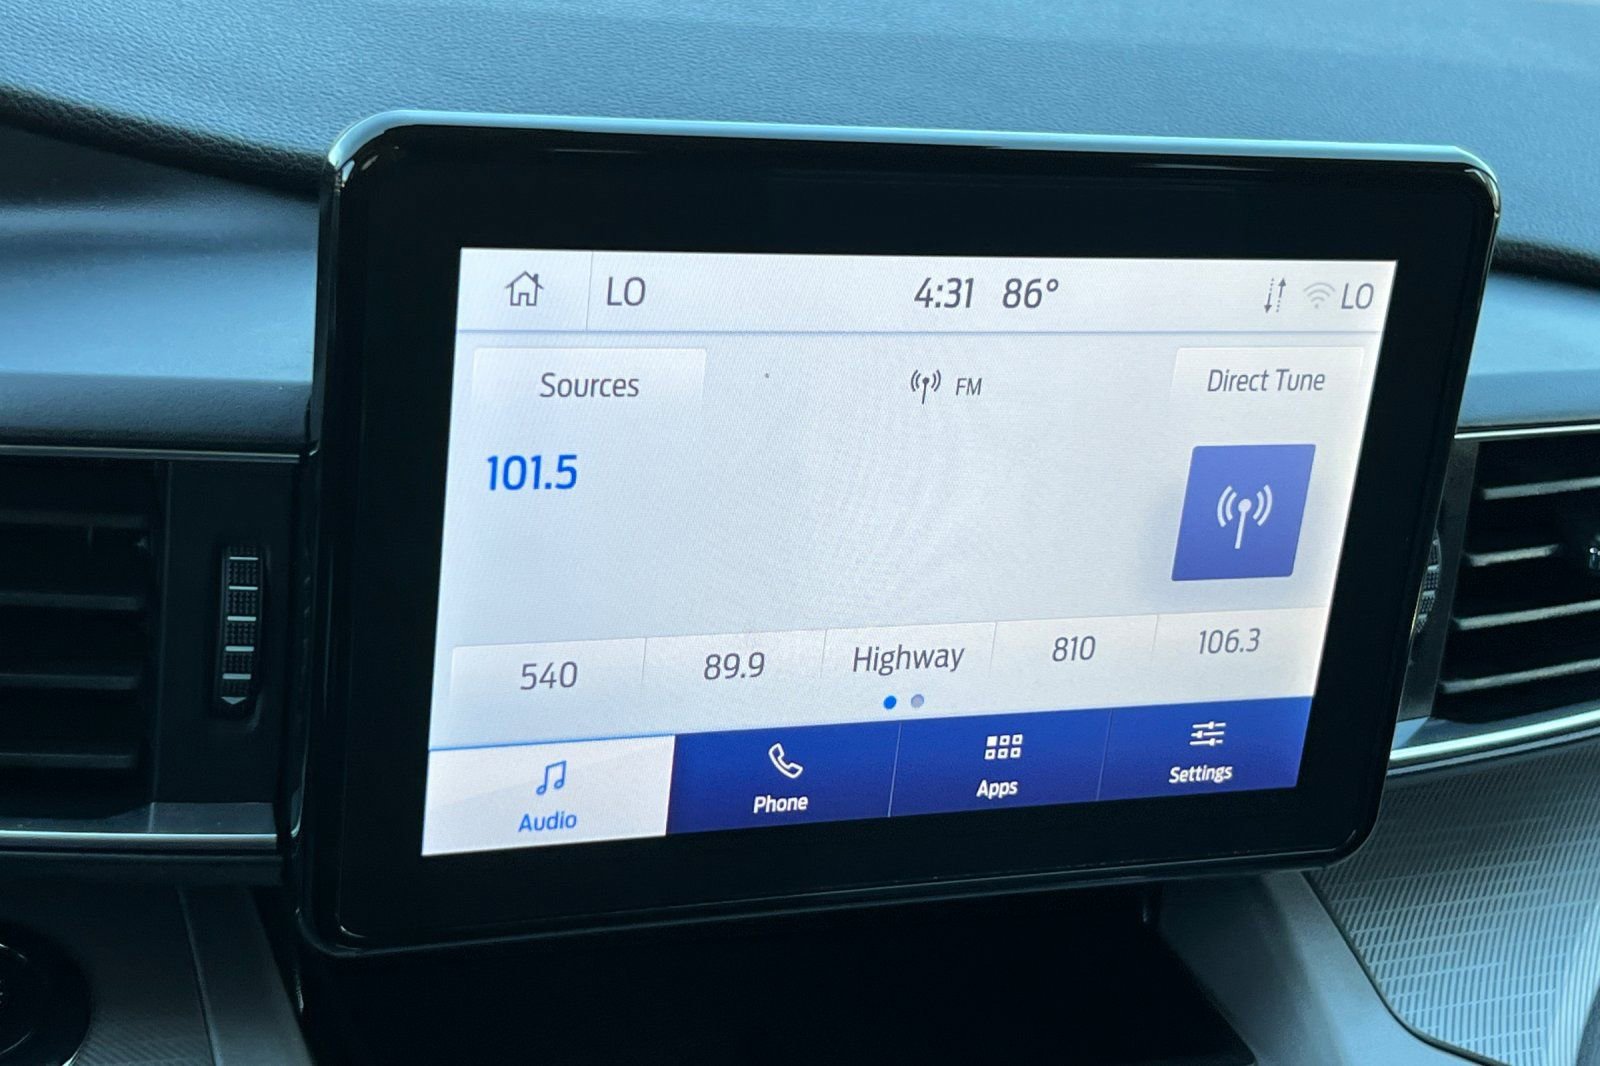 LO 4:31 86° LO
Sources FM Direct Tune
101.5
540 89.9 Highway 810 106.3
Audio Phone Apps Settings